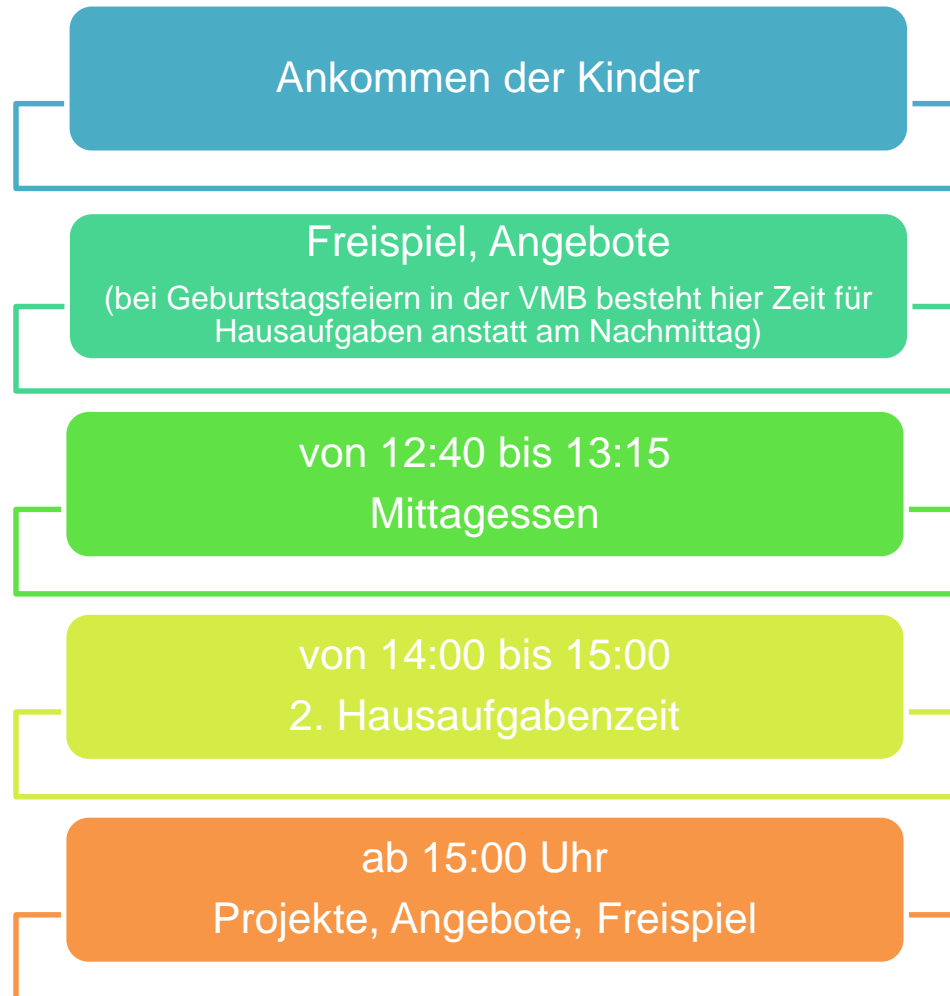 Ankommen der Kinder
Freispiel, Angebote
(bei Geburtstagsfeiern in der VMB besteht hier Zeit für
Hausaufgaben anstatt am Nachmittag)
von 12:40 bis 13:15
Mittagessen
von 14:00 bis 15:00
2. Hausaufgabenzeit
ab 15:00 Uhr
Projekte, Angebote, Freispiel